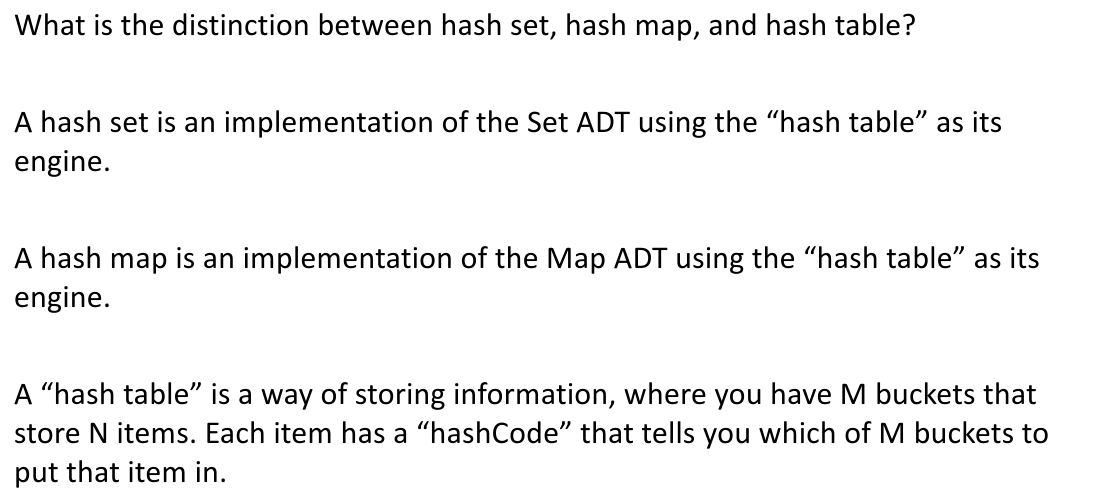 What is the distinction between hash set, hash map, and hash table?
A hash set is an implementation of the Set ADT using the “hash table” as its
engine.
A hash map is an implementation of the Map ADT using the “hash table” as its
engine.
A “hash table” is a way of storing information, where you have M buckets that
store N items. Each item has a “hashCode” that tells you which of M buckets to
put that item in.